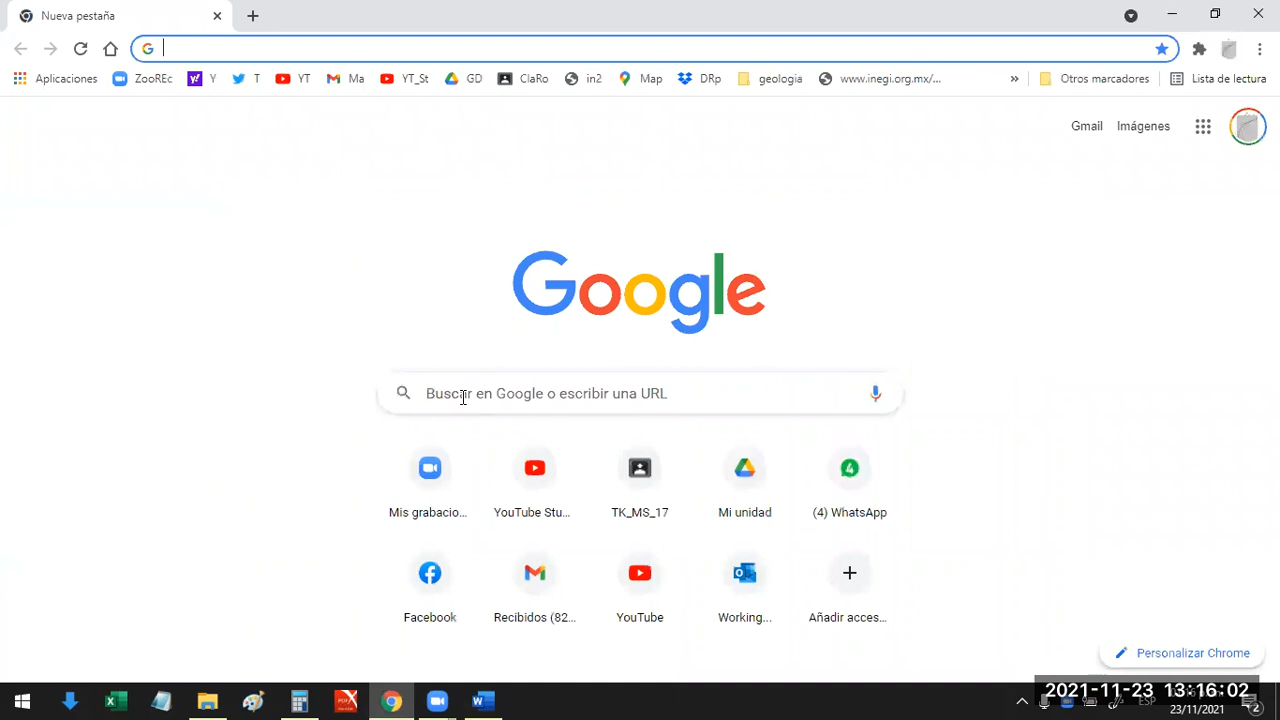 Nueva pestaña
Aplicaciones ZooREc Y T YT Ma YT_St GD ClaRo in2 Map DRp geologia www.inegi.org.mx/... » Otros marcadores Lista de lectura
Gmail Imágenes
Google
Buscar en Google o escribir una URL
Mis grabacio... YouTube Stu... TK_MS_17 Mi unidad (4) WhatsApp
Facebook Recibidos (82... YouTube Working... Añadir acces...
Personalizar Chrome
2021-11-23 13:16:02
ESP
23/11/2021